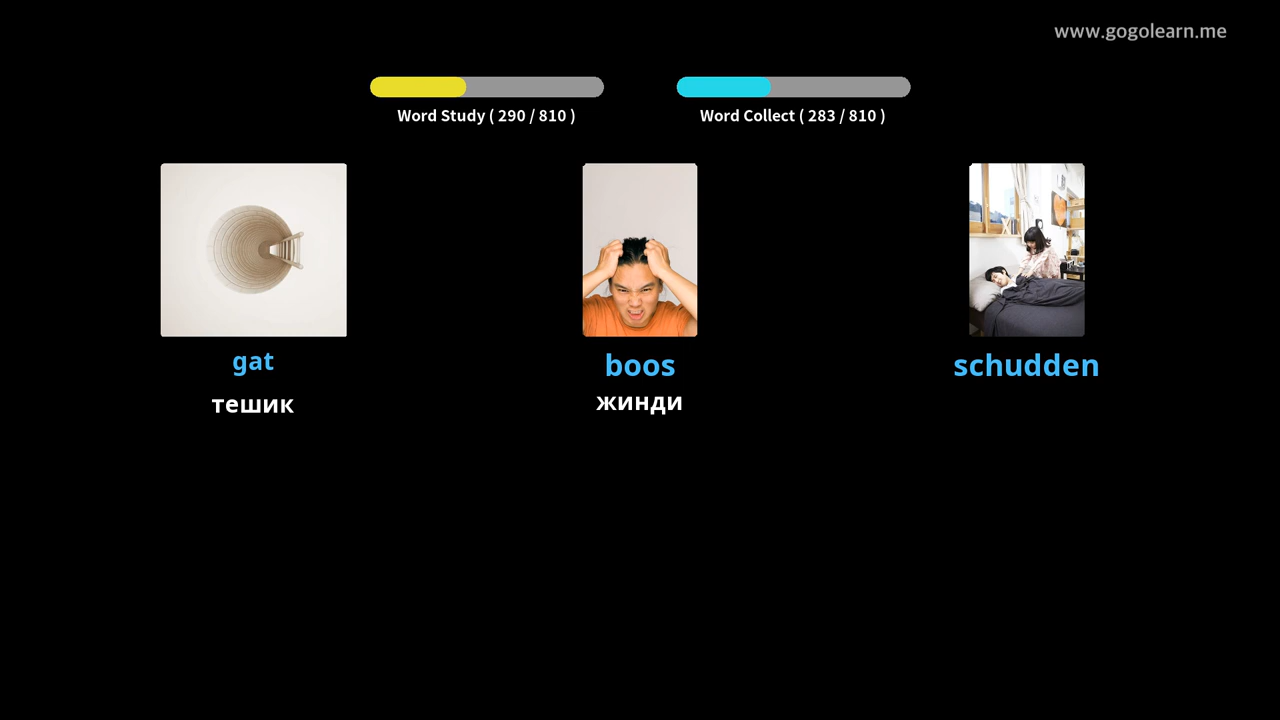 www.gogolearn.me
Word Study ( 290 / 810 )
Word Collect ( 283 / 810 )
gat
boos
schudden
тешик
жинди